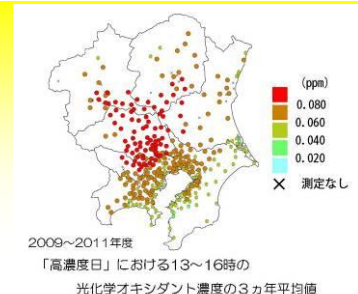 (ppm)
0.080
0.060
0.040
0.020
× 測定なし
2009～2011年度
「高濃度日」における13～16時の
光化学オキシダント濃度の3ヵ年平均値